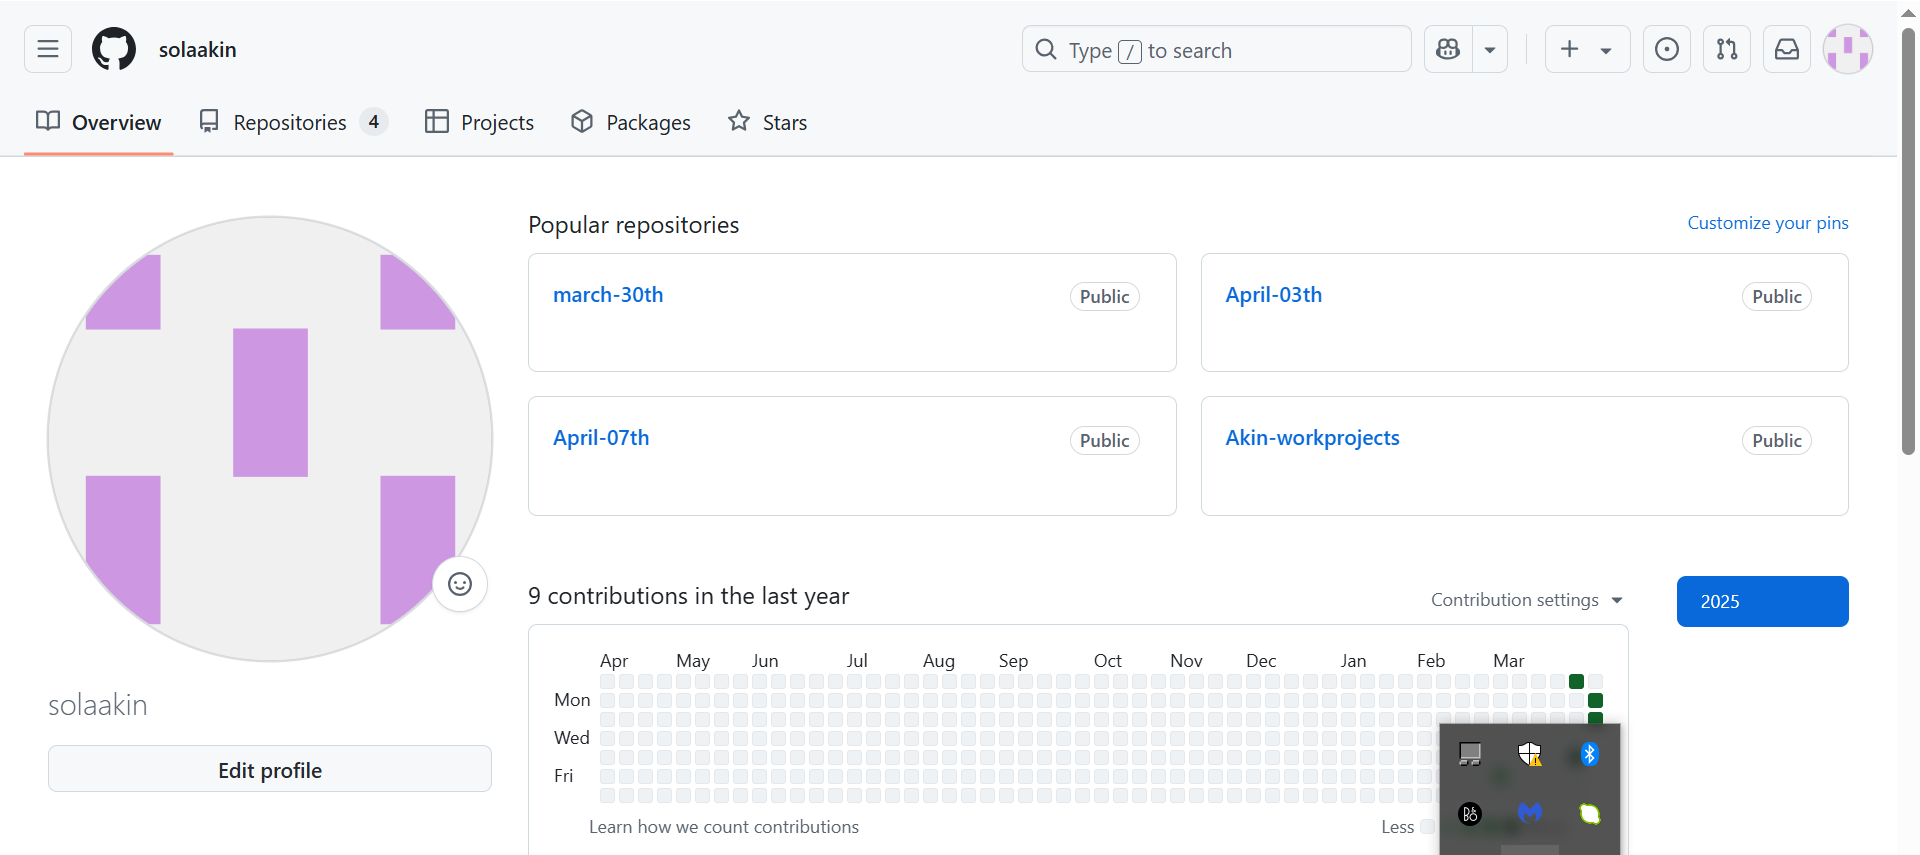 solaakin
Type / to search
Overview
Repositories 4
Projects
Packages
Stars
Popular repositories
Customize your pins
march-30th
Public
April-03th
Public
April-07th
Public
Akin-workprojects
Public
solaakin
Edit profile
9 contributions in the last year
Contribution settings
2025
Apr May Jun Jul Aug Sep Oct Nov Dec Jan Feb Mar
Mon
Wed
Fri
Learn how we count contributions
Less